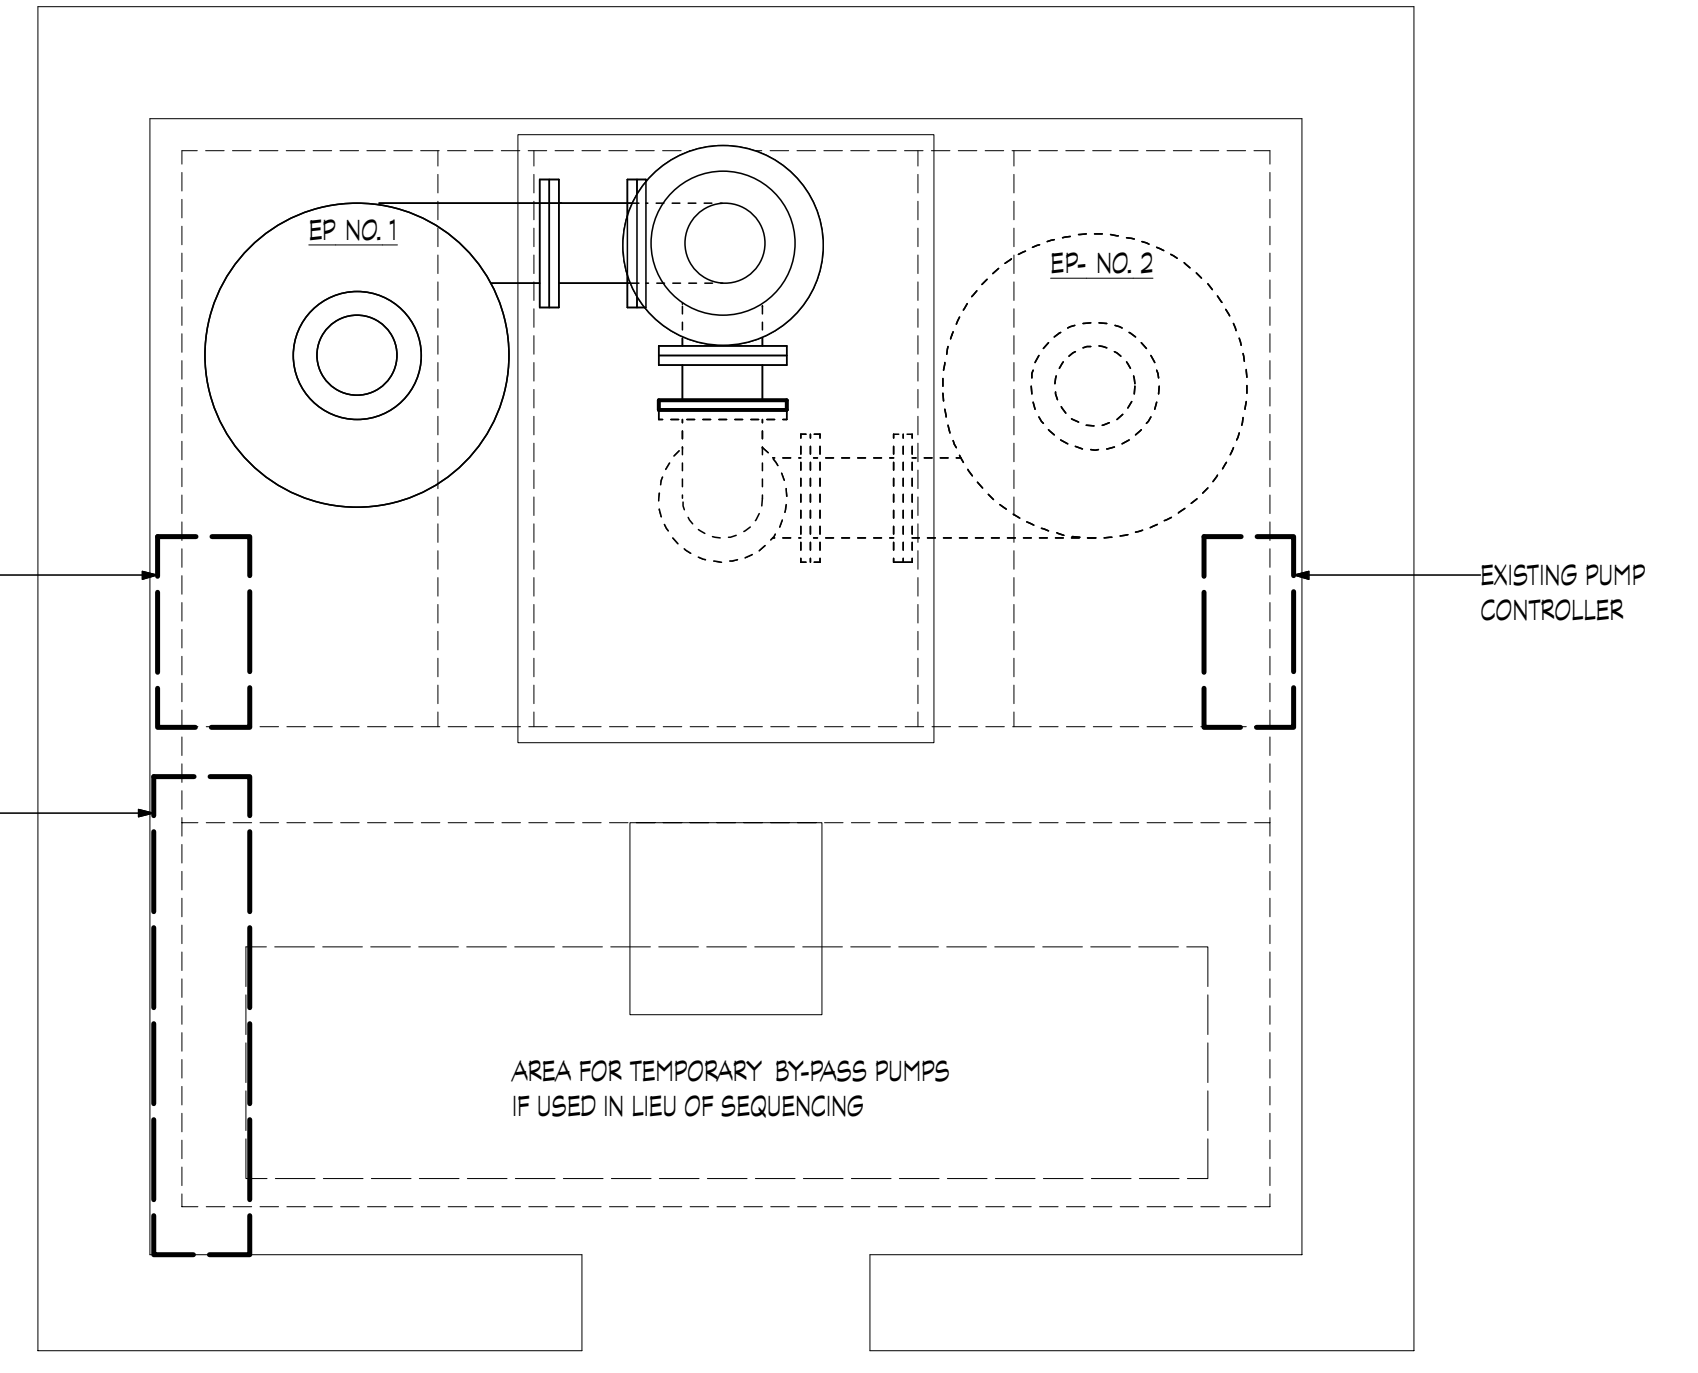 EP NO. 1
EP- NO. 2
EXISTING PUMP
CONTROLLER
AREA FOR TEMPORARY BY-PASS PUMPS
IF USED IN LIEU OF SEQUENCING